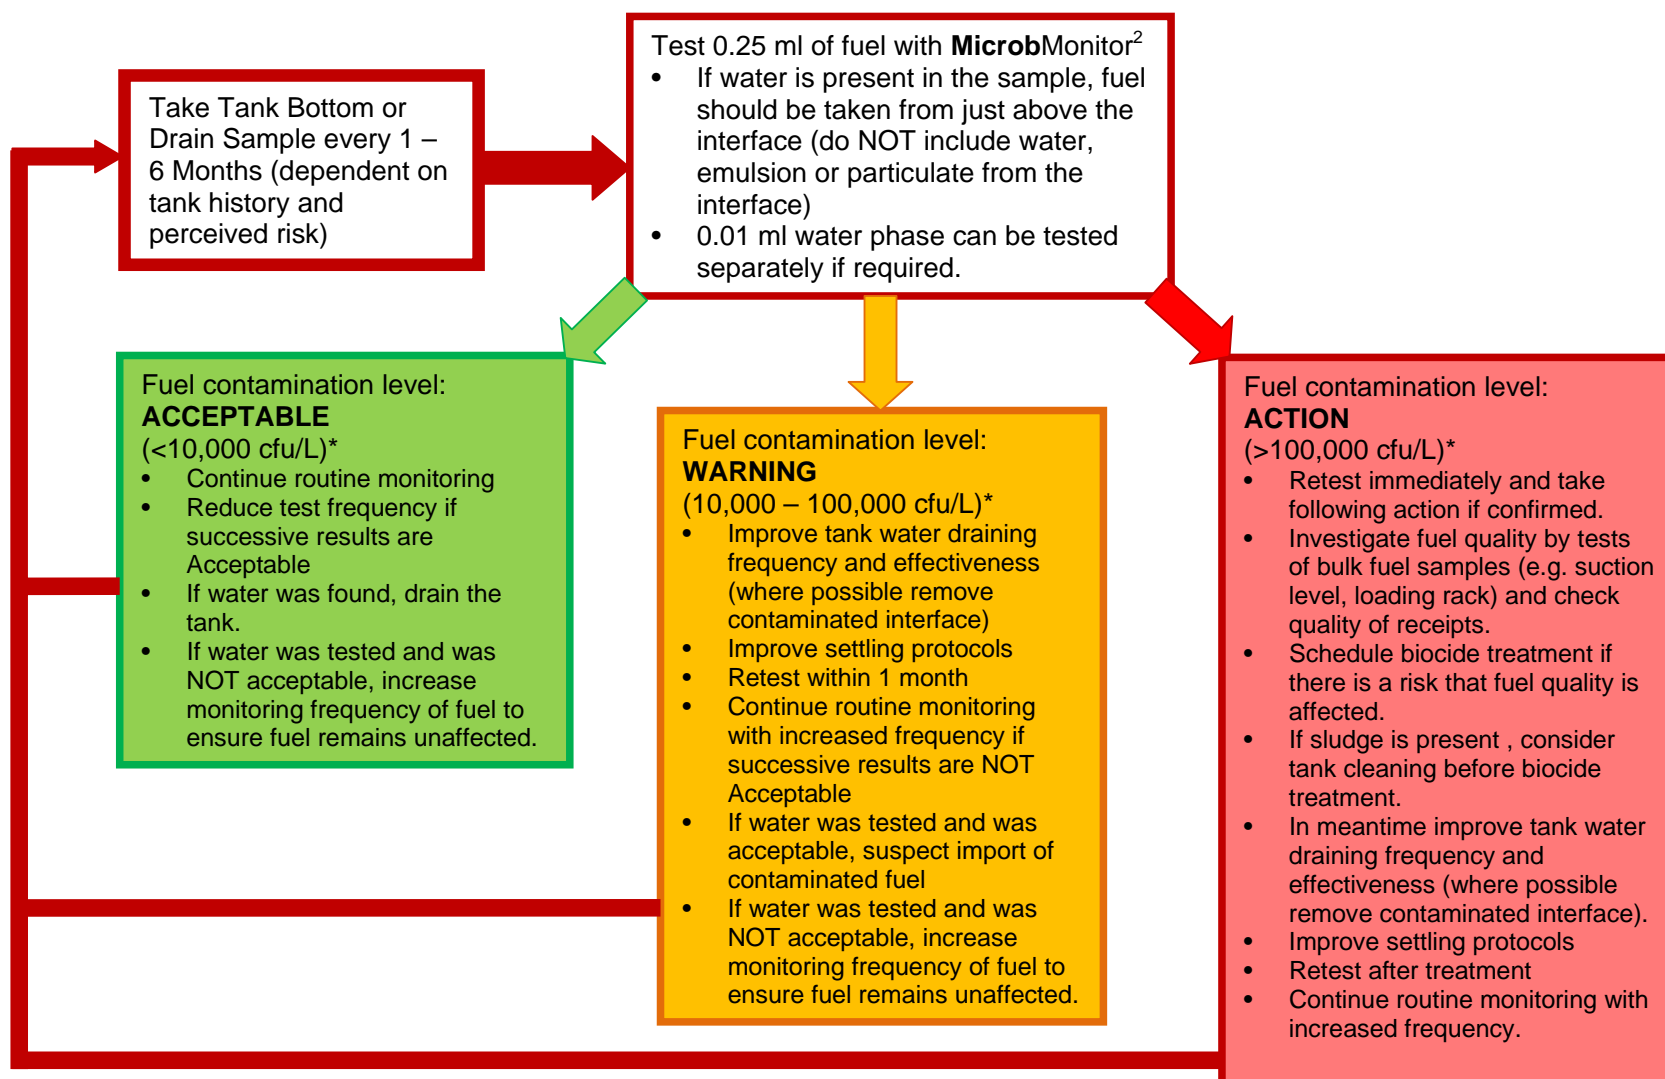 Take Tank Bottom or
Drain Sample every 1 –
6 Months (dependent on
tank history and
perceived risk)
Test 0.25 ml of fuel with MicrobMonitor²
• If water is present in the sample, fuel
should be taken from just above the
interface (do NOT include water,
emulsion or particulate from the
interface)
• 0.01 ml water phase can be tested
separately if required.
Fuel contamination level:
ACCEPTABLE
(<10,000 cfu/L)*
• Continue routine monitoring
• Reduce test frequency if
successive results are
Acceptable
• If water was found, drain the
tank.
• If water was tested and was
NOT acceptable, increase
monitoring frequency of fuel to
ensure fuel remains unaffected.
Fuel contamination level:
WARNING
(10,000 – 100,000 cfu/L)*
• Improve tank water draining
frequency and effectiveness
(where possible remove
contaminated interface)
• Improve settling protocols
• Retest within 1 month
• Continue routine monitoring
with increased frequency if
successive results are NOT
Acceptable
• If water was tested and was
acceptable, suspect import of
contaminated fuel
• If water was tested and was
NOT acceptable, increase
monitoring frequency of fuel to
ensure fuel remains unaffected.
Fuel contamination level:
ACTION
(>100,000 cfu/L)*
• Retest immediately and take
following action if confirmed.
• Investigate fuel quality by tests
of bulk fuel samples (e.g. suction
level, loading rack) and check
quality of receipts.
• Schedule biocide treatment if
there is a risk that fuel quality is
affected.
• If sludge is present , consider
tank cleaning before biocide
treatment.
• In meantime improve tank water
draining frequency and
effectiveness (where possible
remove contaminated interface).
• Improve settling protocols
• Retest after treatment
• Continue routine monitoring with
increased frequency.